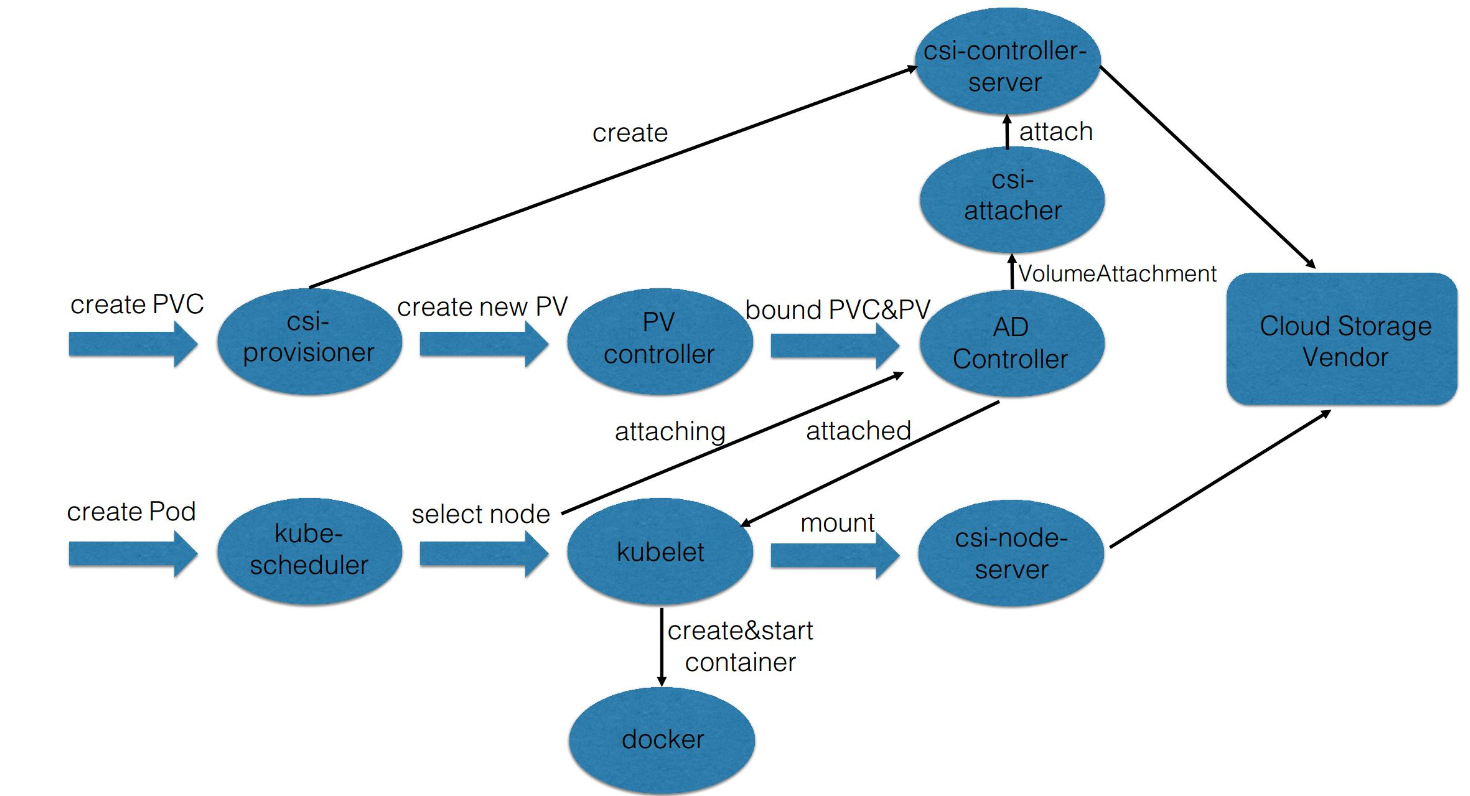 csi-controller-
server
create
attach
csi-
attacher
VolumeAttachment
create PVC
csi-
provisioner
create new PV
PV
controller
bound PVC&PV
AD
Controller
Cloud Storage
Vendor
attaching
attached
create Pod
kube-
scheduler
select node
kubelet
mount
csi-node-
server
create&start
container
docker